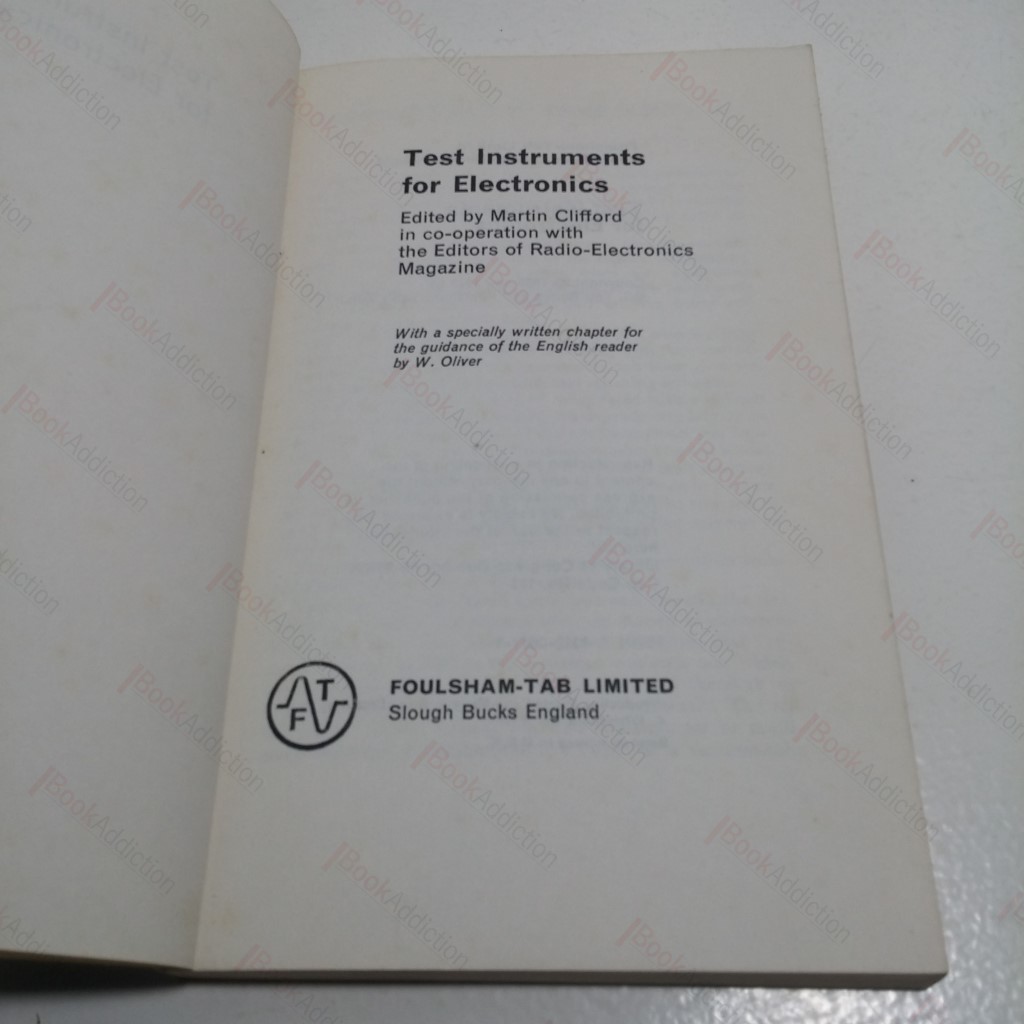 Test Instruments
for Electronics
Edited by Martin Clifford
in co-operation with
the Editors of Radio-Electronics
Magazine
With a specially written chapter for
the guidance of the English reader
by W. Oliver
T
F
FOULSHAM-TAB LIMITED
Slough Bucks England
BookAddiction